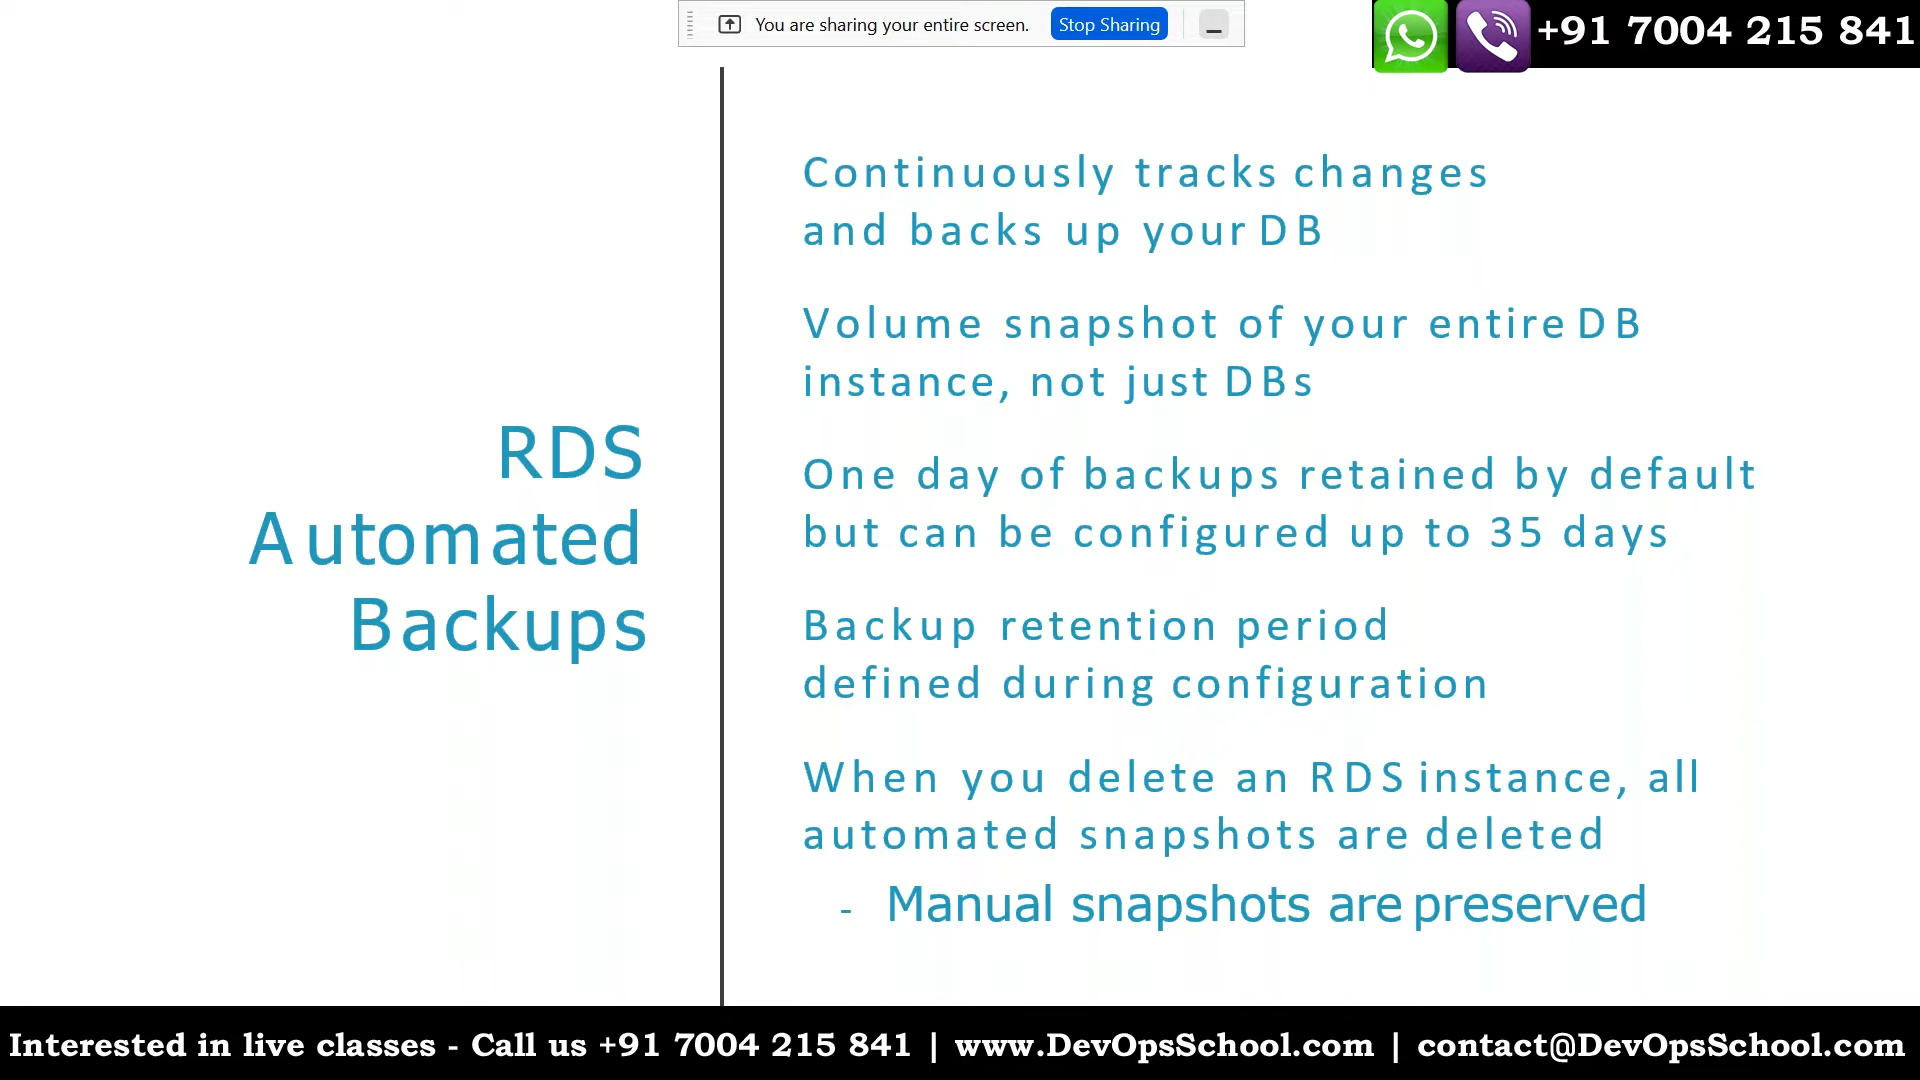 You are sharing your entire screen.
Stop Sharing
+91 7004 215 841
RDS
Automated
Backups
Continuously tracks changes
and backs up your DB
Volume snapshot of your entire DB
instance, not just DBs
One day of backups retained by default
but can be configured up to 35 days
Backup retention period
defined during configuration
When you delete an RDS instance, all
automated snapshots are deleted
- Manual snapshots are preserved
Interested in live classes - Call us +91 7004 215 841 | www.DevOpsSchool.com | contact@DevOpsSchool.com